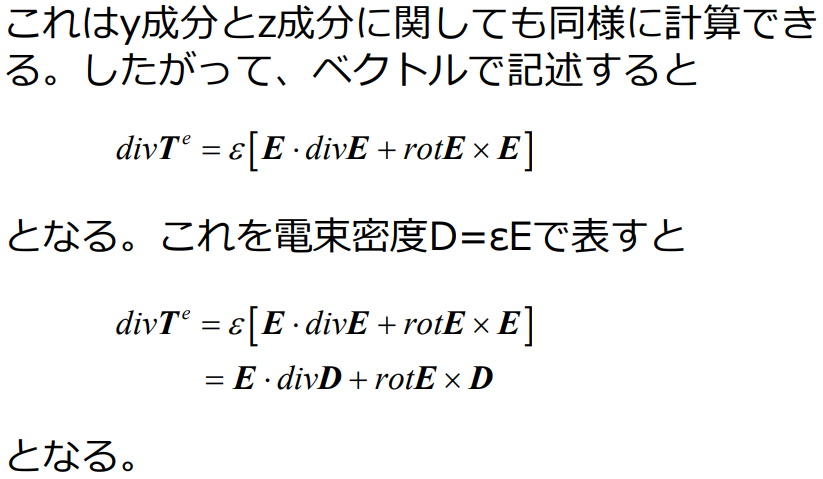 これはy成分とz成分に関しても同様に計算でき
る。したがって、ベクトルで記述すると
divTᵉ = ε[E · divE + rotE × E]
となる。これを電束密度D=εEで表すと
divTᵉ = ε[E · divE + rotE × E]
= E · divD + rotE × D
となる。